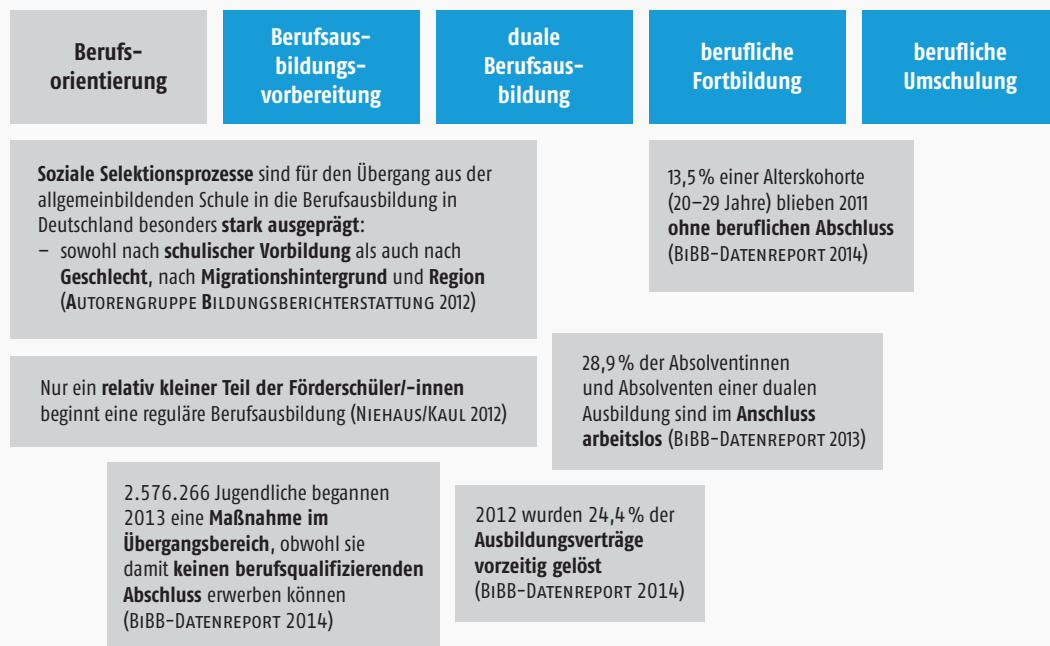 Berufs-
orientierung
Berufsaus-
bildungs-
vorbereitung
duale
Berufsaus-
bildung
berufliche
Fortbildung
berufliche
Umschulung
Soziale Selektionsprozesse sind für den Übergang aus der
allgemeinbildenden Schule in die Berufsausbildung in
Deutschland besonders stark ausgeprägt:
– sowohl nach schulischer Vorbildung als auch nach
Geschlecht, nach Migrationshintergrund und Region
(AUTORENGRUPPE BILDUNGSBERICHTERSTATTUNG 2012)
13,5 % einer Alterskohorte
(20–29 Jahre) blieben 2011
ohne beruflichen Abschluss
(BIBB-DATENREPORT 2014)
Nur ein relativ kleiner Teil der Förderschüler/-innen
beginnt eine reguläre Berufsausbildung (NIEHAUS/KAUL 2012)
28,9 % der Absolventinnen
und Absolventen einer dualen
Ausbildung sind im Anschluss
arbeitslos (BIBB-DATENREPORT 2013)
2.576.266 Jugendliche begannen
2013 eine Maßnahme im
Übergangsbereich, obwohl sie
damit keinen berufsqualifizierenden
Abschluss erwerben können
(BIBB-DATENREPORT 2014)
2012 wurden 24,4 % der
Ausbildungsverträge
vorzeitig gelöst
(BIBB-DATENREPORT 2014)